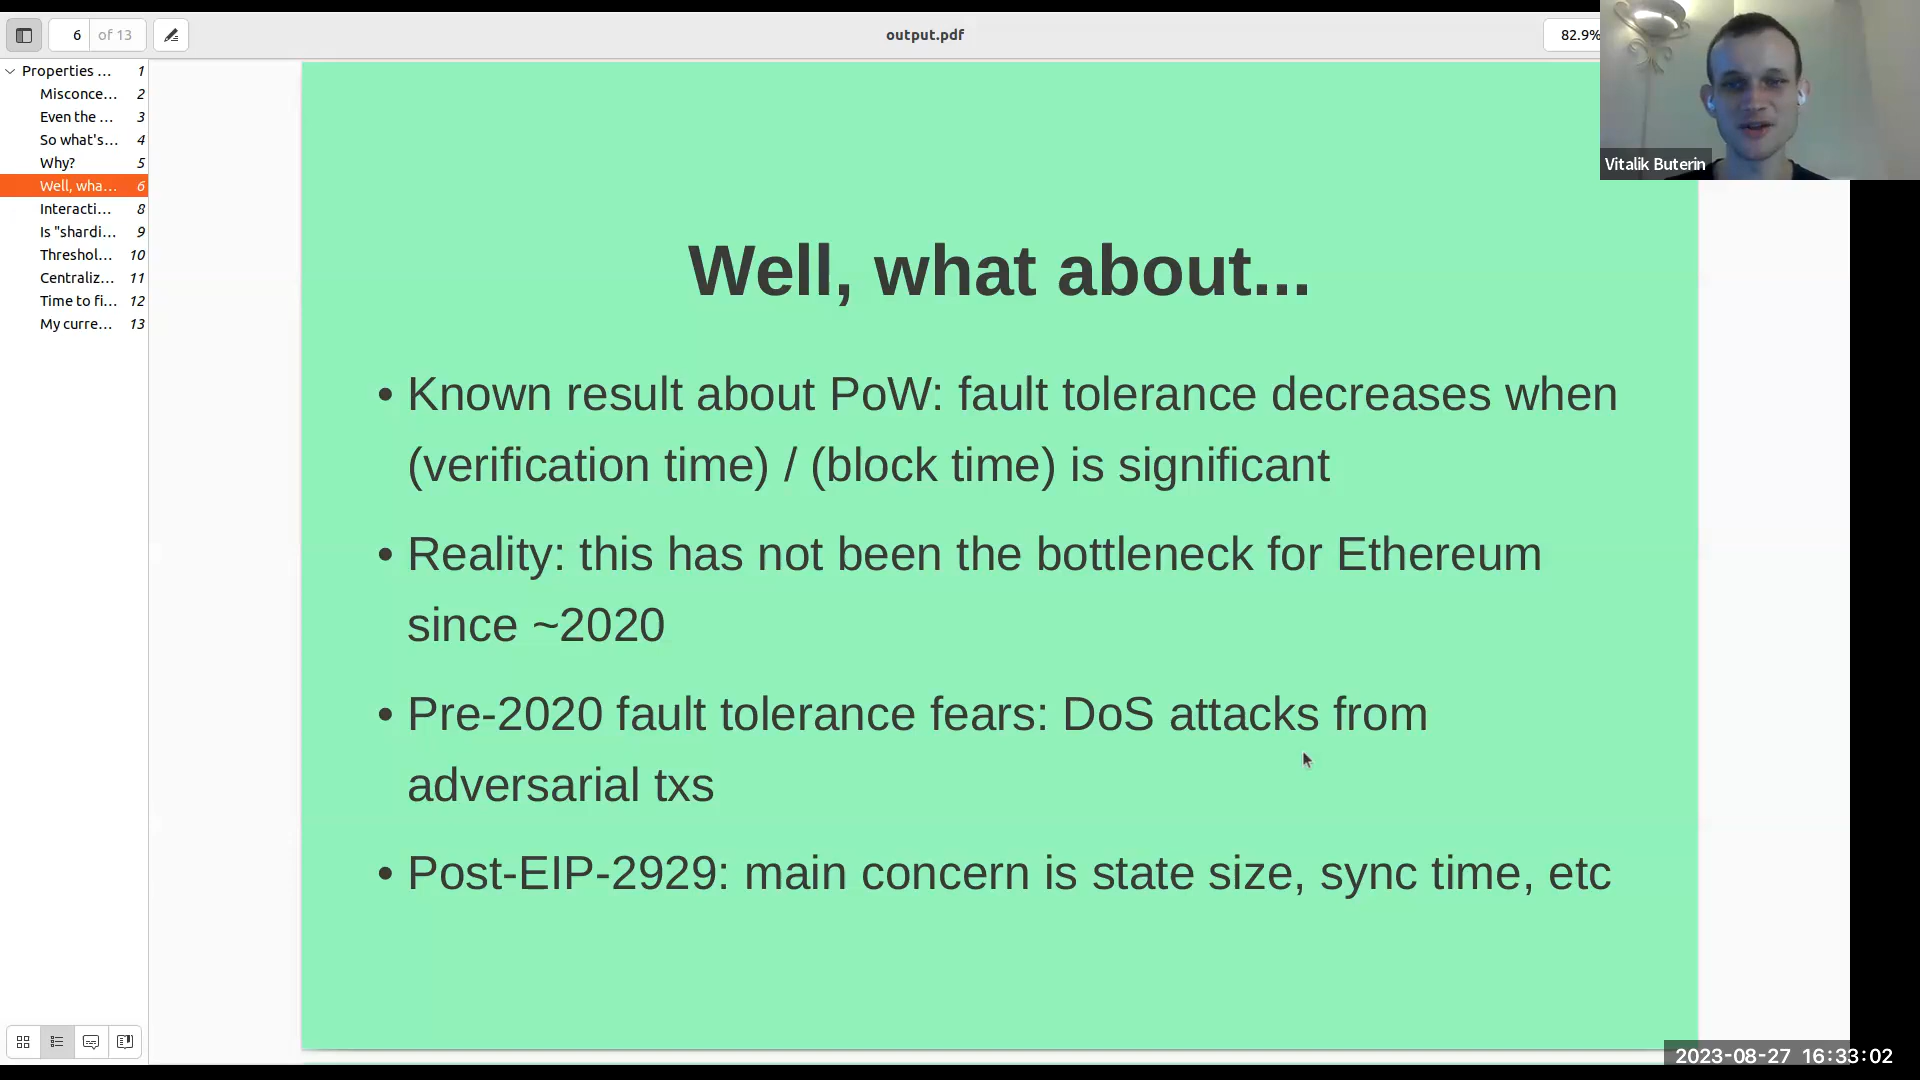 6 of 13
output.pdf
82.9%
Properties ... 1
Misconce... 2
Even the ... 3
So what's... 4
Why? 5
Well, wha... 6
Interacti... 8
Is "shardi... 9
Threshol... 10
Centraliz... 11
Time to fi... 12
My curre... 13
Vitalik Buterin
Well, what about...
• Known result about PoW: fault tolerance decreases when
(verification time) / (block time) is significant
• Reality: this has not been the bottleneck for Ethereum
since ~2020
• Pre-2020 fault tolerance fears: DoS attacks from
adversarial txs
• Post-EIP-2929: main concern is state size, sync time, etc
2023-08-27 16:33:02